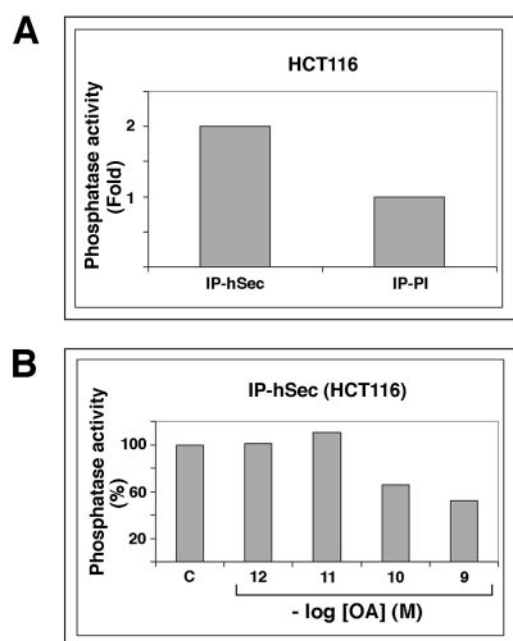 A
HCT116
Phosphatase activity
(Fold)
2
1
IP-hSec
IP-PI
B
IP-hSec (HCT116)
Phosphatase activity
(%)
100
60
20
C
12
11
10
9
- log [OA] (M)